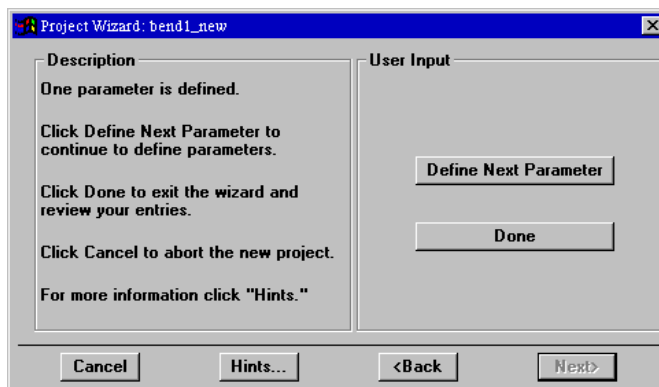 Project Wizard: bend1_new
Description
One parameter is defined.
Click Define Next Parameter to
continue to define parameters.
Click Done to exit the wizard and
review your entries.
Click Cancel to abort the new project.
For more information click "Hints."
User Input
Define Next Parameter
Done
Cancel
Hints...
<Back
Next>